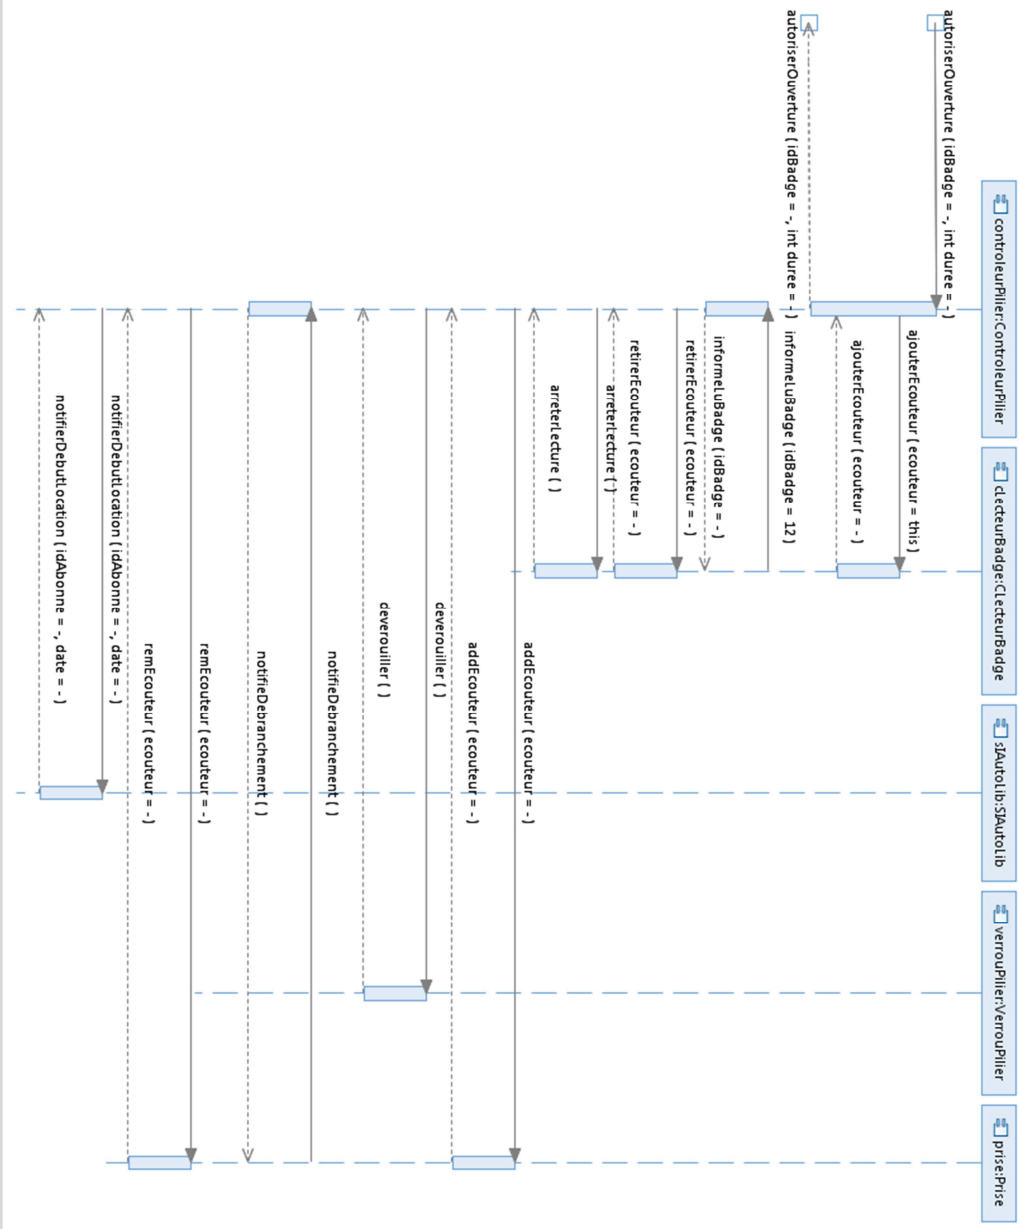 controleurPilier:ControleurPilier
cLecteurBadge:CLecteurBadge
sIAutoLib:SIAutoLib
verrouPilier:VerrouPilier
prise:Prise
autoriserOuverture ( idBadge = -, int duree = - )
ajouterEcouteur ( ecouteur = this )
ajouterEcouteur ( ecouteur = - )
autoriserOuverture ( idBadge = -, int duree = - )
informeLuBadge ( idBadge = 12 )
informeLuBadge ( idBadge = - )
retirerEcouteur ( ecouteur = - )
retirerEcouteur ( ecouteur = - )
arreterLecture ( )
arreterLecture ( )
addEcouteur ( ecouteur = - )
addEcouteur ( ecouteur = - )
deverouiller ( )
deverouiller ( )
notifieDebranchement ( )
notifieDebranchement ( )
remEcouteur ( ecouteur = - )
remEcouteur ( ecouteur = - )
notifierDebutLocation ( idAbonne = -, date = - )
notifierDebutLocation ( idAbonne = -, date = - )